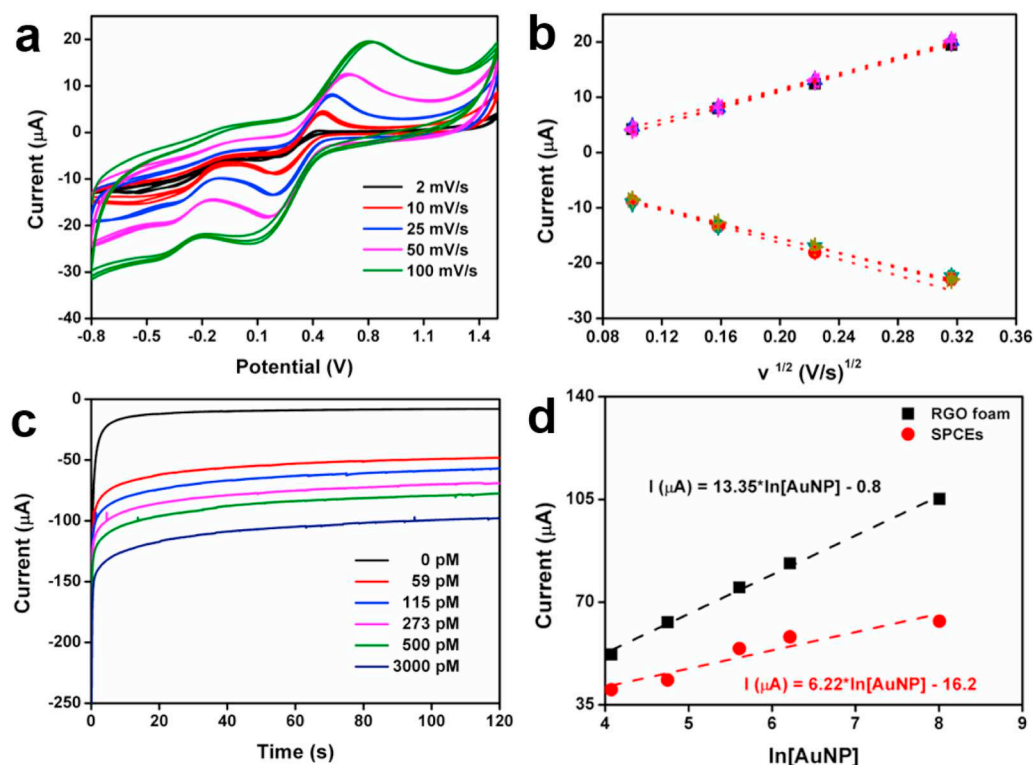 a
20
10
0
-10
-20
-30
-40
Current (μA)
2 mV/s
10 mV/s
25 mV/s
50 mV/s
100 mV/s
-0.8 -0.5 -0.2 0.1 0.4 0.8 1.1 1.4
Potential (V)
b
20
10
0
-10
-20
-30
Current (μA)
0.08 0.12 0.16 0.20 0.24 0.28 0.32 0.36
v 1/2 (V/s)1/2
c
0
-50
-100
-150
-200
-250
Current (μA)
0 pM
59 pM
115 pM
273 pM
500 pM
3000 pM
0 20 40 60 80 100 120
Time (s)
d
140
105
70
35
Current (μA)
RGO foam
SPCEs
I (μA) = 13.35*ln[AuNP] - 0.8
I (μA) = 6.22*ln[AuNP] - 16.2
4 5 6 7 8 9
ln[AuNP]